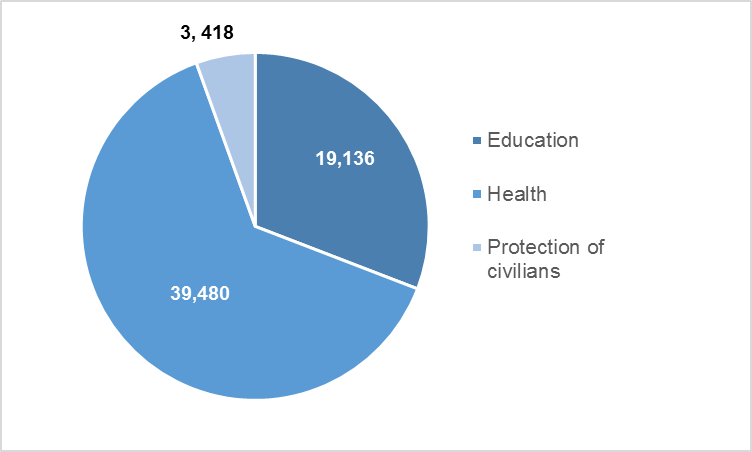 3, 418
19,136
39,480
Education
Health
Protection of
civilians